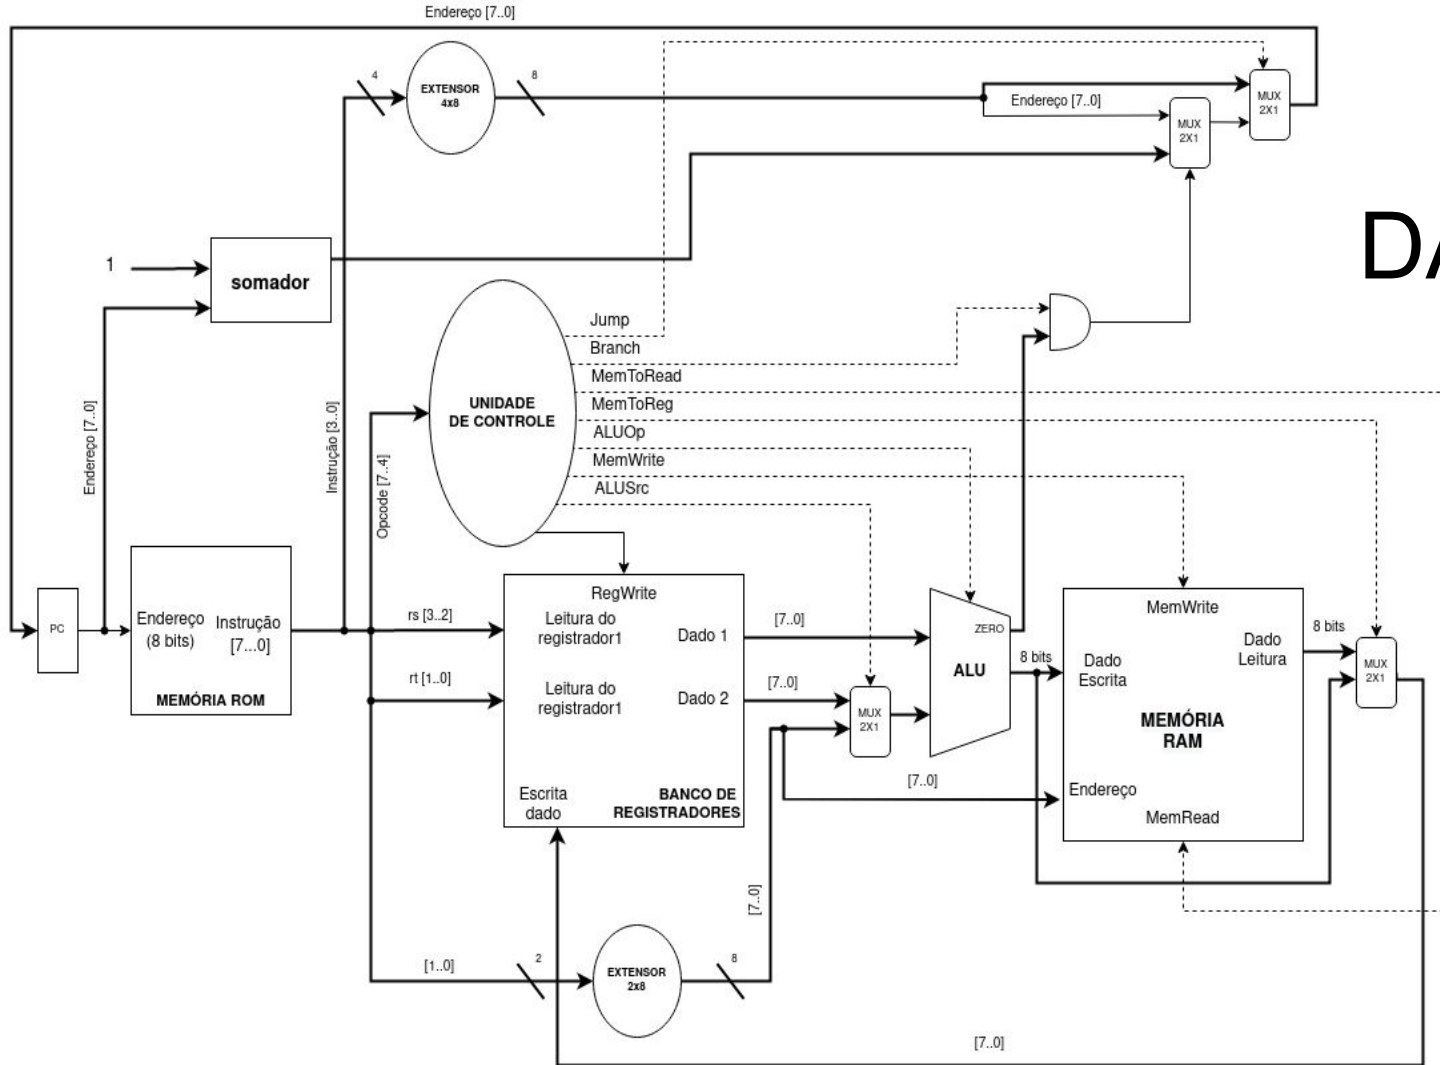 Endereço [7..0]
4
EXTENSOR
4x8
8
Endereço [7..0]
MUX
2X1
MUX
2X1
DA
1
somador
Jump
Branch
MemToRead
MemToReg
ALUOp
MemWrite
ALUSrc
UNIDADE
DE CONTROLE
Endereço [7..0]
Instrução [3..0]
Opcode [7..4]
PC
Endereço
(8 bits)
Instrução
[7...0]
MEMÓRIA ROM
rs [3..2]
rt [1..0]
RegWrite
Leitura do
registrador1
Dado 1
Leitura do
registrador1
Dado 2
Escrita
dado
BANCO DE
REGISTRADORES
[7..0]
[7..0]
MUX
2X1
ZERO
ALU
8 bits
[7..0]
MemWrite
Dado
Escrita
Dado
Leitura
MEMÓRIA
RAM
Endereço
MemRead
8 bits
MUX
2X1
[7..0]
[1..0]
2
EXTENSOR
2x8
8
[7..0]